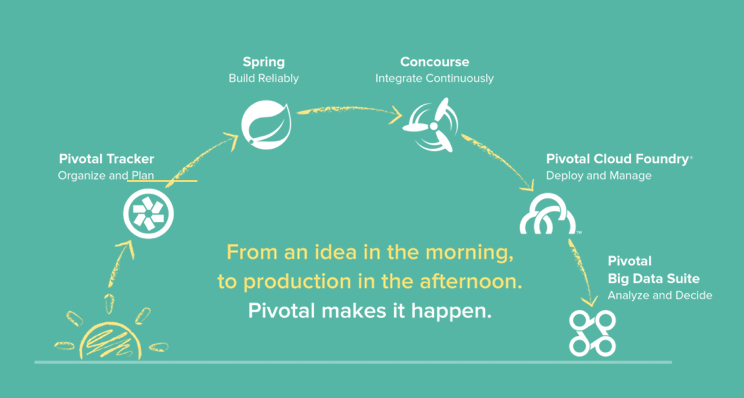 Spring
Build Reliably
Concourse
Integrate Continuously
Pivotal Tracker
Organize and Plan
Pivotal Cloud Foundry®
Deploy and Manage
From an idea in the morning,
to production in the afternoon.
Pivotal makes it happen.
Pivotal
Big Data Suite
Analyze and Decide
TM